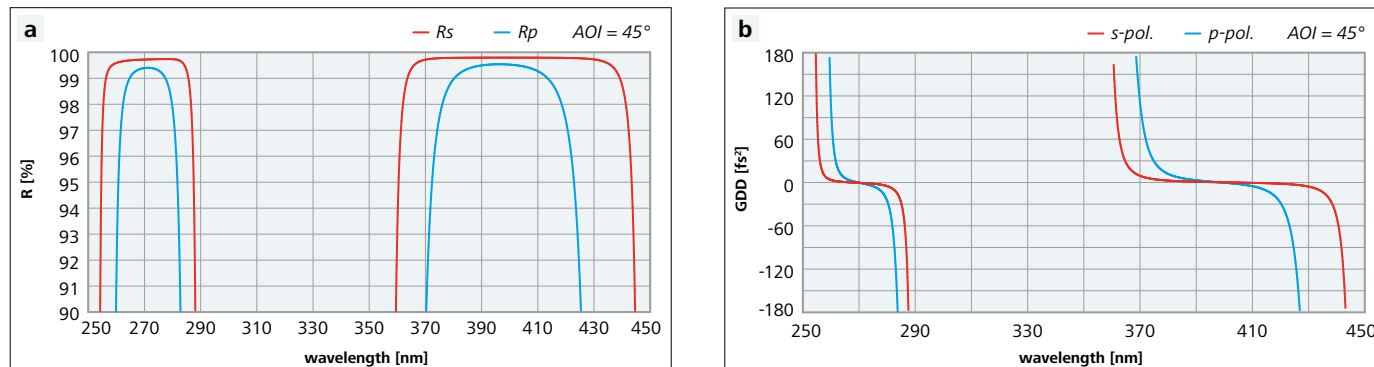 a
Rs Rp AOI = 45°
100
99
98
97
96
95
94
93
92
91
90
R [%]
250 270 290 310 330 350 370 390 410 430 450
wavelength [nm]
b
s-pol. p-pol. AOI = 45°
120
60
0
-60
-120
-180
GDD [fs²]
250 290 330 370 410 450
wavelength [nm]